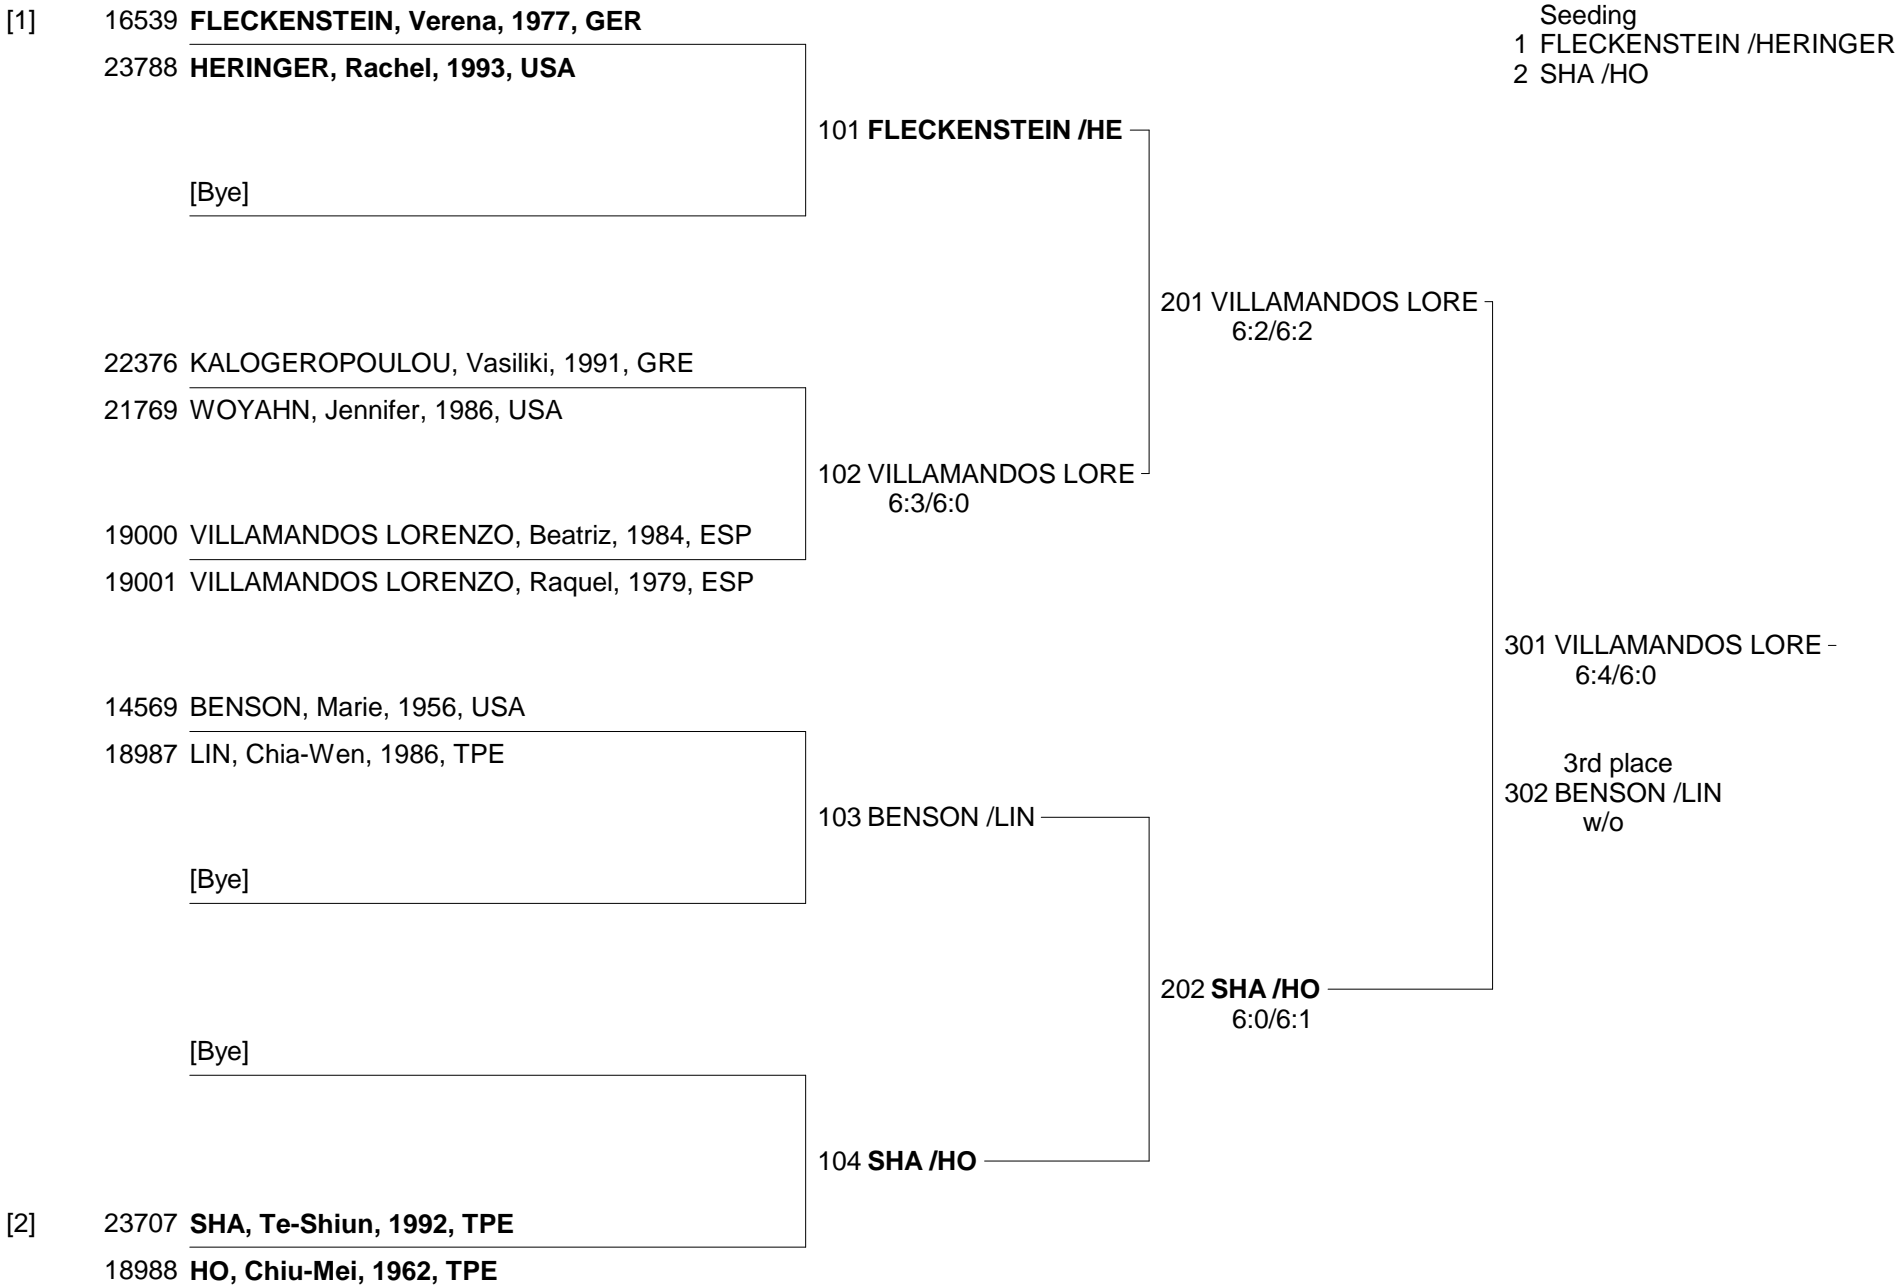 [1] 16539 FLECKENSTEIN, Verena, 1977, GER
23788 HERINGER, Rachel, 1993, USA
Seeding
1 FLECKENSTEIN /HERINGER
2 SHA /HO
101 FLECKENSTEIN /HE
[Bye]
201 VILLAMANDOS LORE
6:2/6:2
22376 KALOGEROPOULOU, Vasiliki, 1991, GRE
21769 WOYAHN, Jennifer, 1986, USA
102 VILLAMANDOS LORE
6:3/6:0
19000 VILLAMANDOS LORENZO, Beatriz, 1984, ESP
19001 VILLAMANDOS LORENZO, Raquel, 1979, ESP
301 VILLAMANDOS LORE
6:4/6:0
14569 BENSON, Marie, 1956, USA
18987 LIN, Chia-Wen, 1986, TPE
3rd place
302 BENSON /LIN
w/o
103 BENSON /LIN
[Bye]
202 SHA /HO
6:0/6:1
[Bye]
104 SHA /HO
[2] 23707 SHA, Te-Shiun, 1992, TPE
18988 HO, Chiu-Mei, 1962, TPE